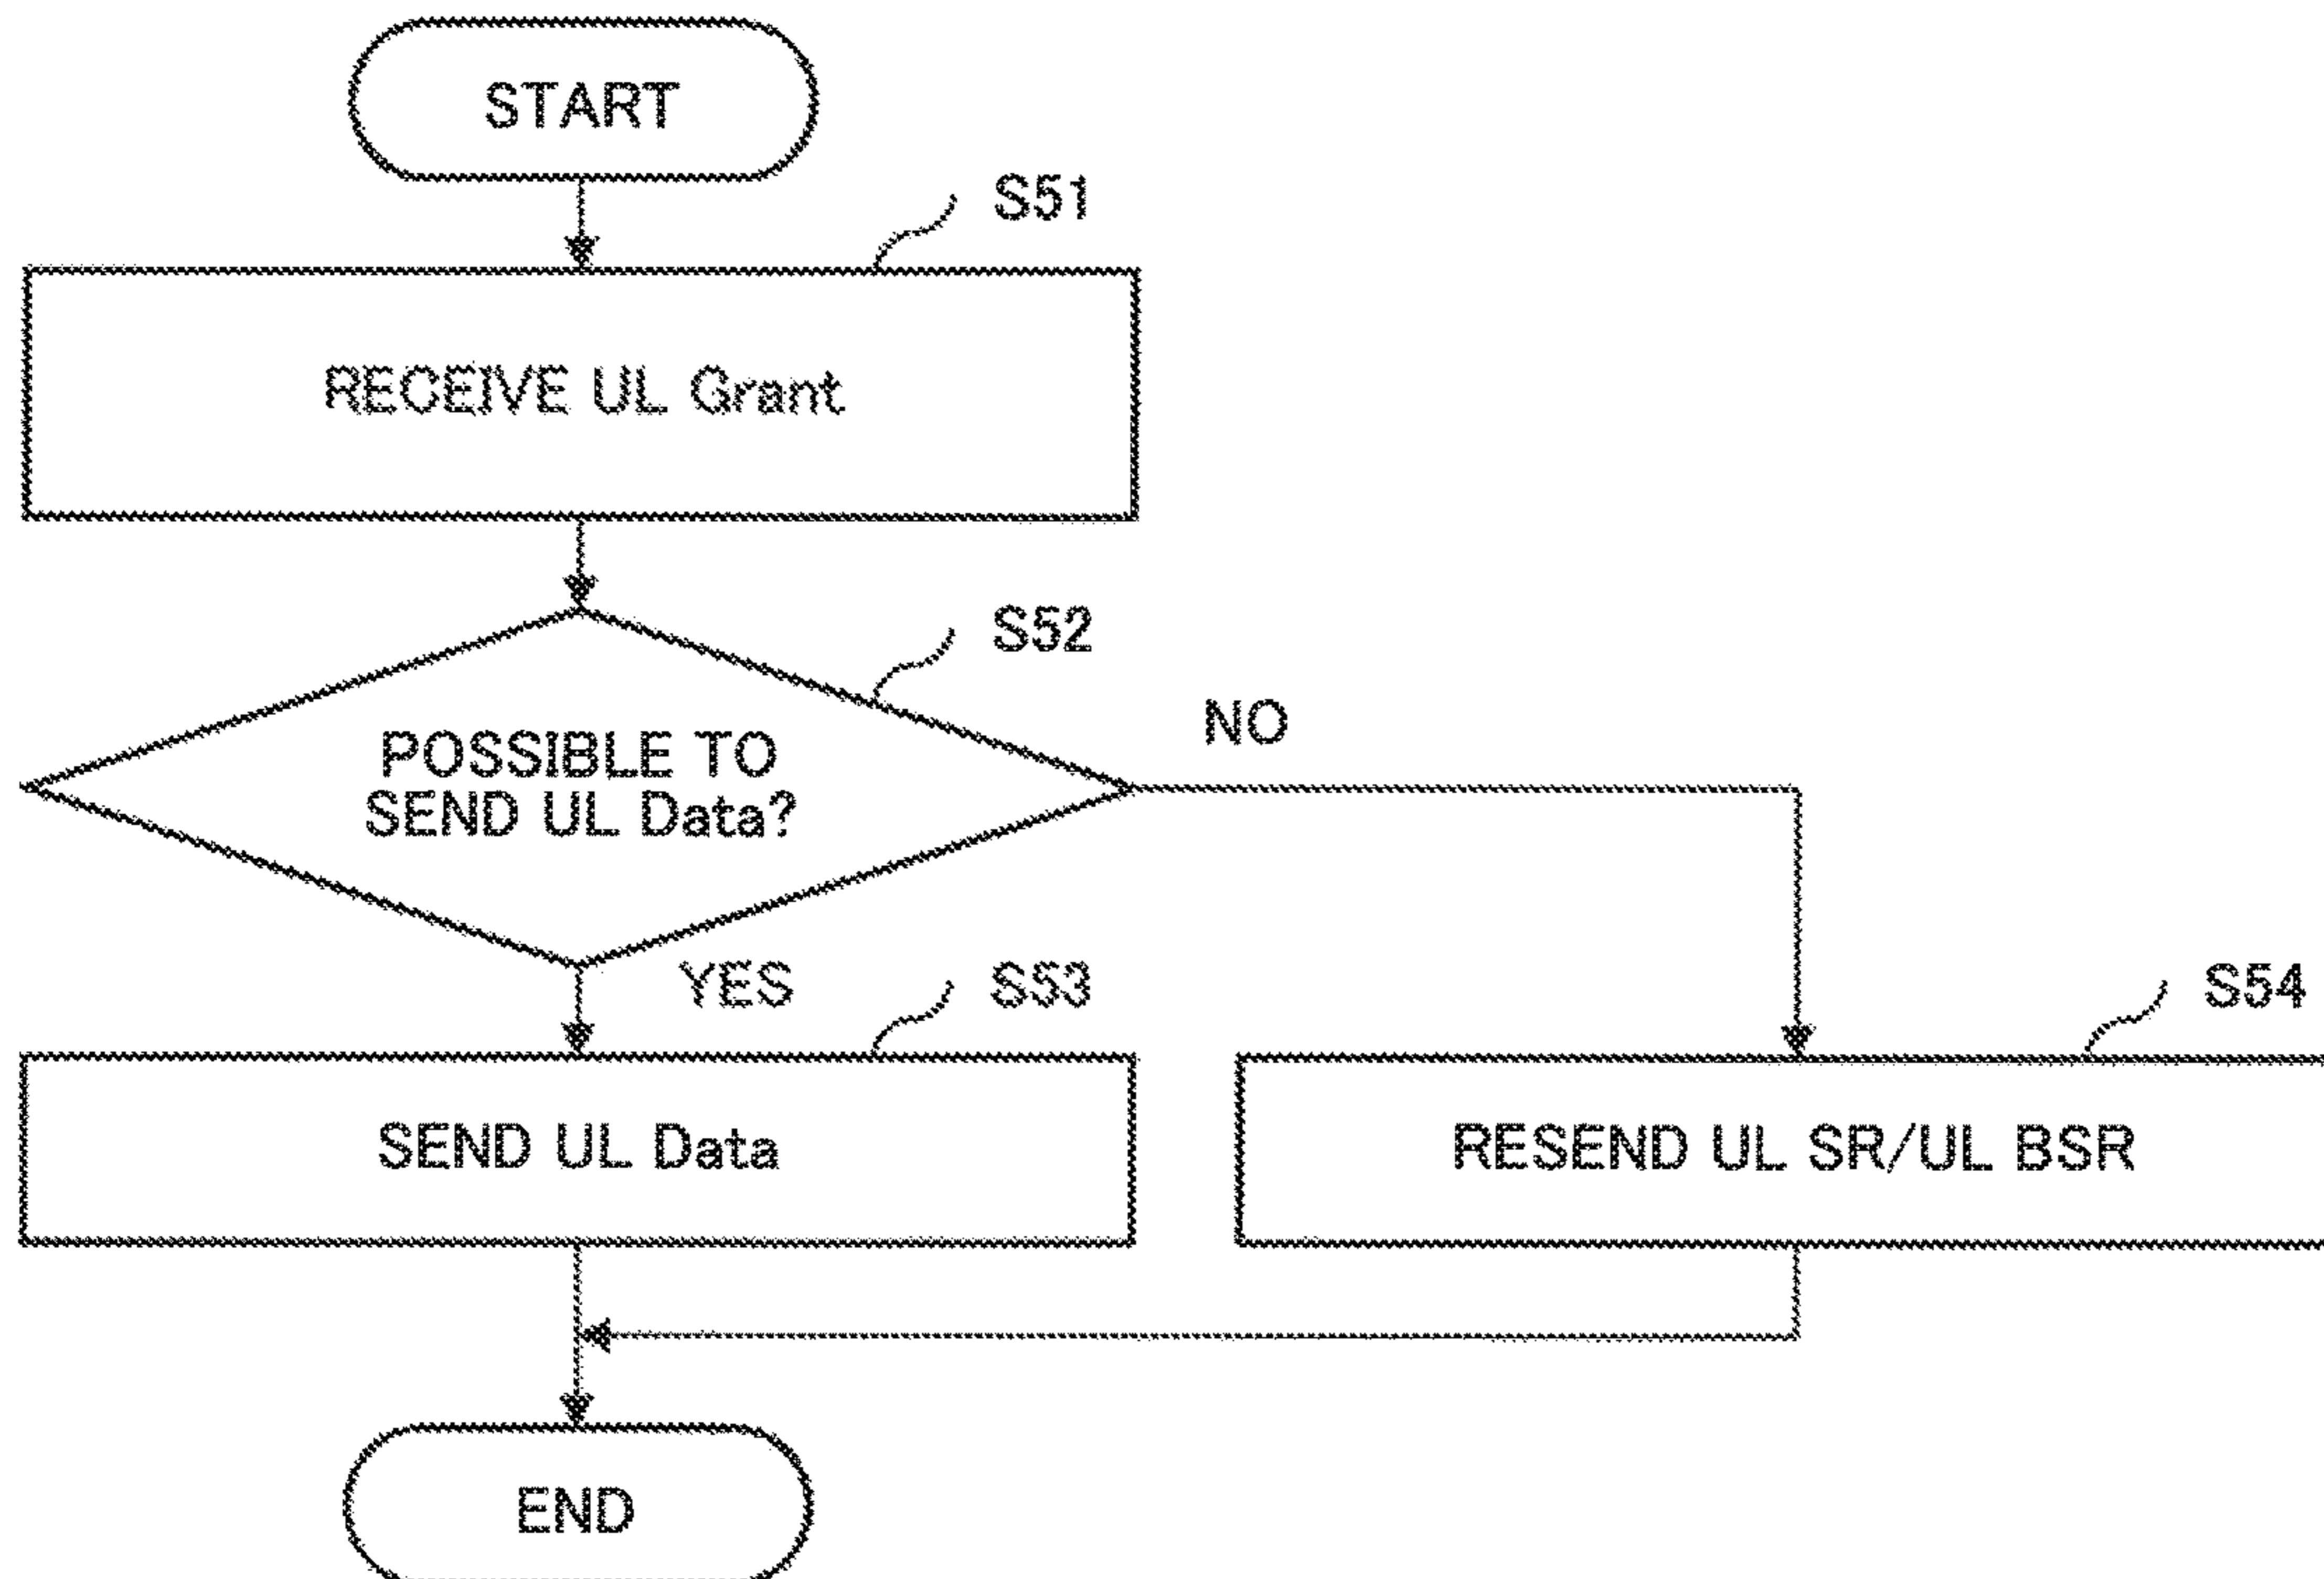 START
S51
RECEIVE UL Grant
S52
POSSIBLE TO
SEND UL Data?
NO
YES
S53
S54
SEND UL Data
RESEND UL SR/UL BSR
END